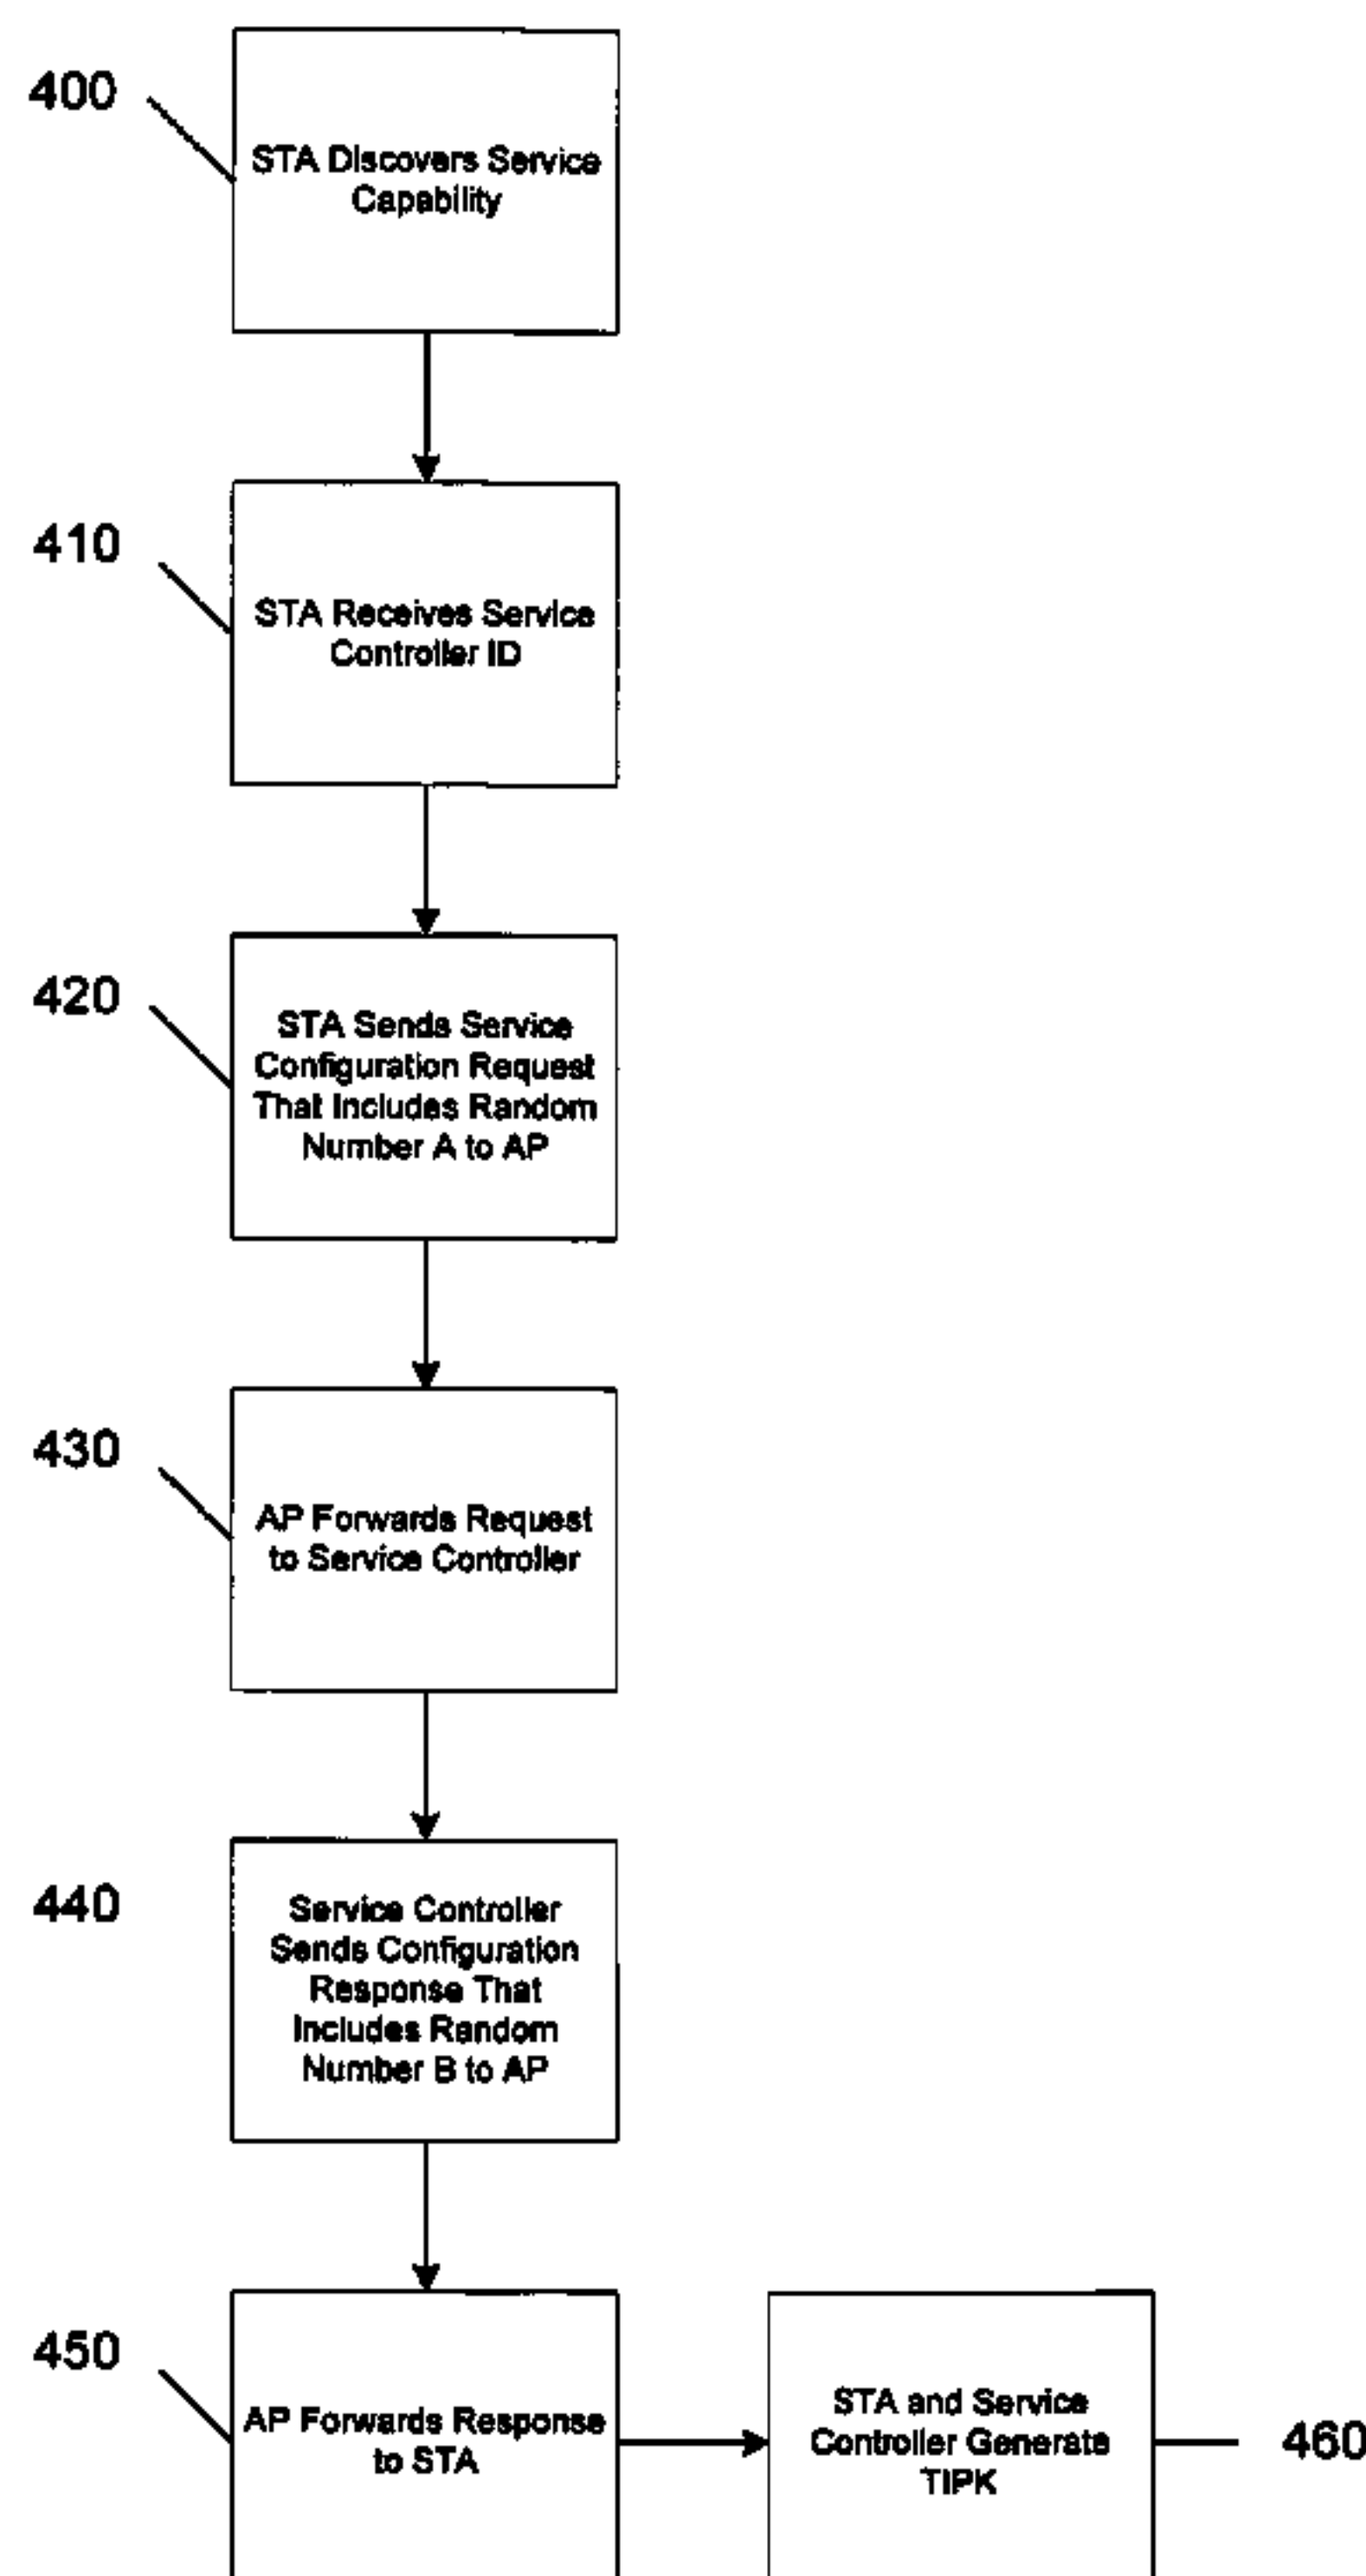 400
STA Discovers Service
Capability
410
STA Receives Service
Controller ID
420
STA Sends Service
Configuration Request
That Includes Random
Number A to AP
430
AP Forwards Request
to Service Controller
440
Service Controller
Sends Configuration
Response That
Includes Random
Number B to AP
450
AP Forwards Response
to STA
STA and Service
Controller Generate
TIPK
460